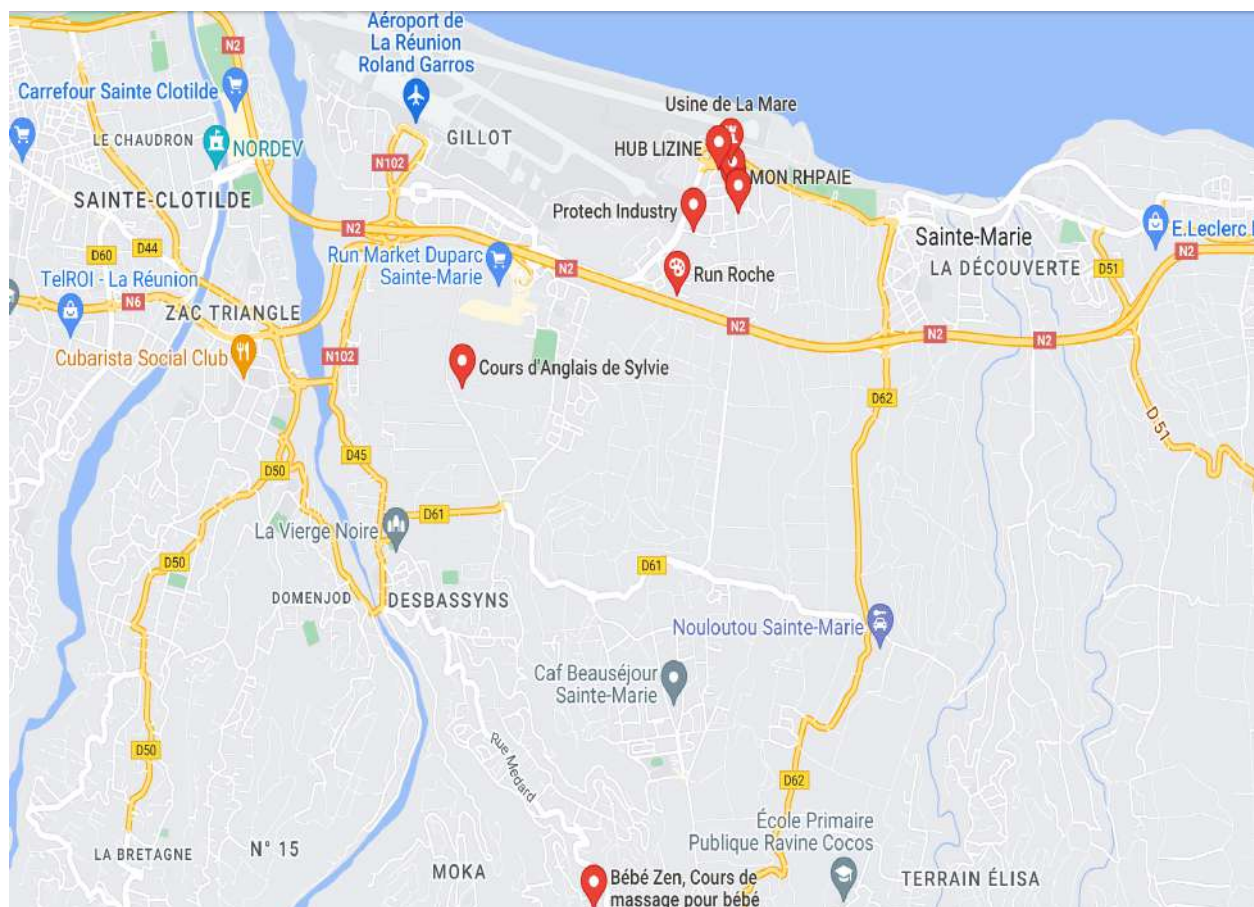 Aéroport de
La Réunion
Roland Garros
N2
Carrefour Sainte Clotilde
Usine de La Mare
LE CHAUDRON
GILLOT
NORDEV
HUB LIZINE
N102
MON RHPAIE
SAINTE-CLOTILDE
Protech Industry
N2
D60
D44
Run Market Duparc
Sainte-Marie
N2
Sainte-Marie
LA DÉCOUVERTE
E.Leclerc
N2
D51
TelROI - La Réunion
N6
Run Roche
ZAC TRIANGLE
N2
N2
N2
Cubarista Social Club
N102
Cours d'Anglais de Sylvie
D62
D51
D50
D45
La Vierge Noire
D61
D50
D61
DOMENJOD
DESBASSYNS
Nouloutou Sainte-Marie
Caf Beauséjour
Sainte-Marie
D50
Rue Medard
D62
École Primaire
Publique Ravine Cocos
LA BRETAGNE
N° 15
MOKA
Bébé Zen, Cours de
massage pour bébé
TERRAIN ÉLISA